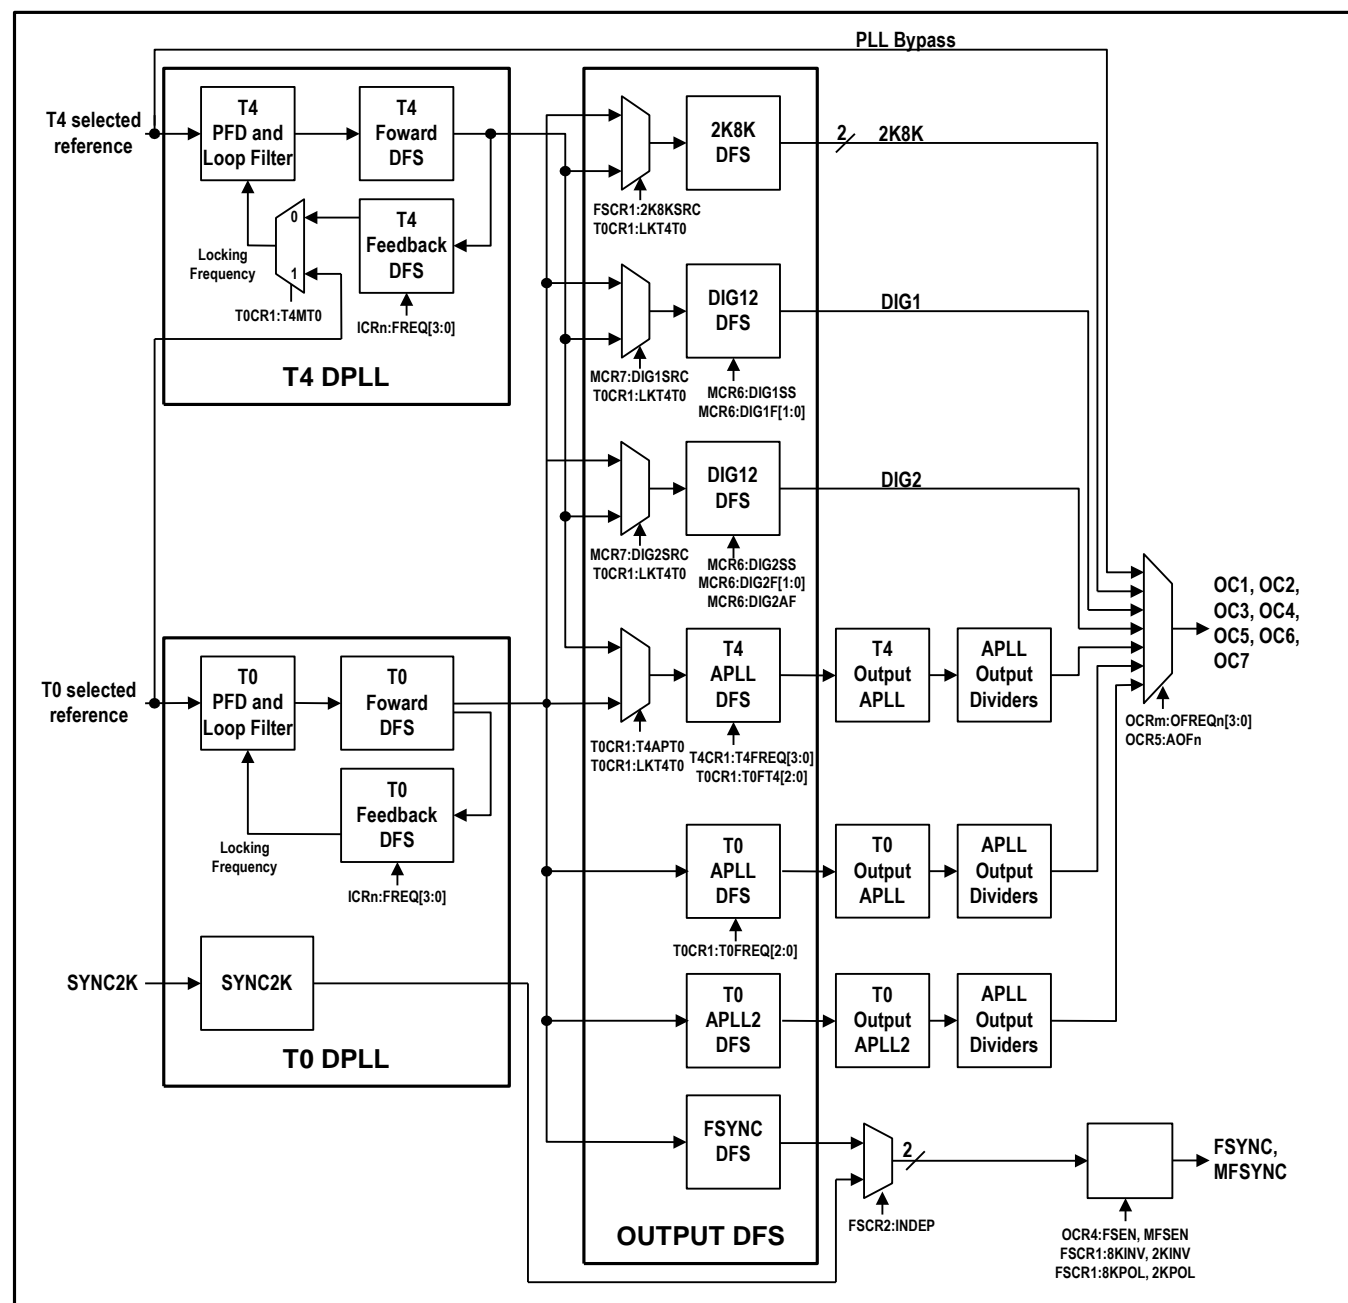 PLL Bypass
T4 selected
reference
T4
PFD and
Loop Filter
T4
Foward
DFS
2K8K
DFS
2
2K8K
FSCR1:2K8KSRC
T0CR1:LKT4T0
0
1
T4
Feedback
DFS
Locking
Frequency
T0CR1:T4MT0
ICRn:FREQ[3:0]
T4 DPLL
DIG12
DFS
DIG1
MCR7:DIG1SRC
T0CR1:LKT4T0
MCR6:DIG1SS
MCR6:DIG1F[1:0]
DIG12
DFS
DIG2
MCR7:DIG2SRC
T0CR1:LKT4T0
MCR6:DIG2SS
MCR6:DIG2F[1:0]
MCR6:DIG2AF
OC1, OC2,
OC3, OC4,
OC5, OC6,
OC7
OCRm:OFREQn[3:0]
OCR5:AOFn
T0 selected
reference
T0
PFD and
Loop Filter
T0
Foward
DFS
T4
APLL
DFS
T4
Output
APLL
APLL
Output
Dividers
T0CR1:T4APT0
T0CR1:LKT4T0
T4CR1:T4FREQ[3:0]
T0CR1:T0FT4[2:0]
T0
Feedback
DFS
Locking
Frequency
ICRn:FREQ[3:0]
T0
APLL
DFS
T0
Output
APLL
APLL
Output
Dividers
T0CR1:T0FREQ[2:0]
SYNC2K
SYNC2K
T0 DPLL
T0
APLL2
DFS
T0
Output
APLL2
APLL
Output
Dividers
FSYNC
DFS
2
FSYNC,
MFSYNC
FSCR2:INDEP
OUTPUT DFS
OCR4:FSEN, MFSEN
FSCR1:8KINV, 2KINV
FSCR1:8KPOL, 2KPOL